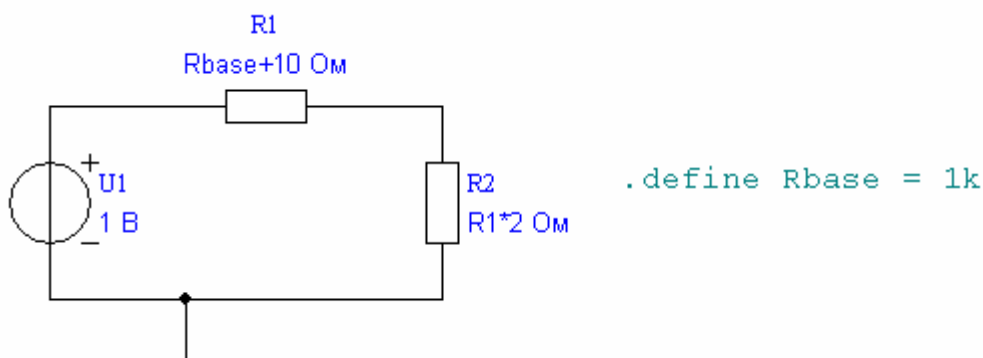 R1
Rbase+10 Ом
+
U1
1 В
−
R2
R1*2 Ом
.define Rbase = 1k